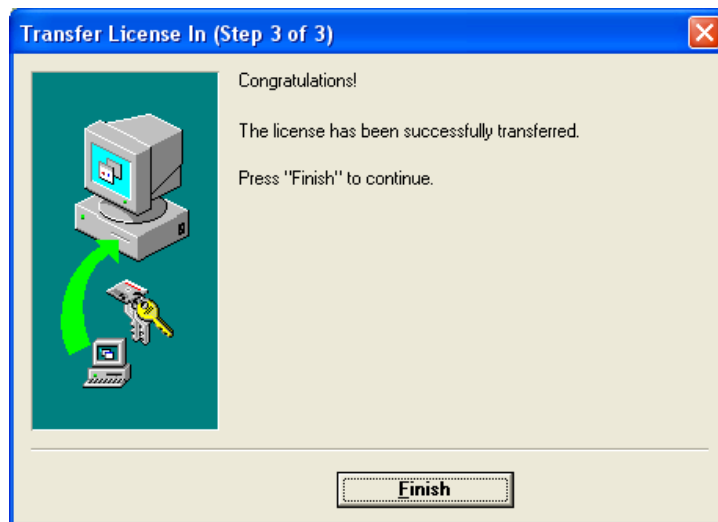 Transfer License In (Step 3 of 3)
Congratulations!
The license has been successfully transferred.
Press "Finish" to continue.
Finish